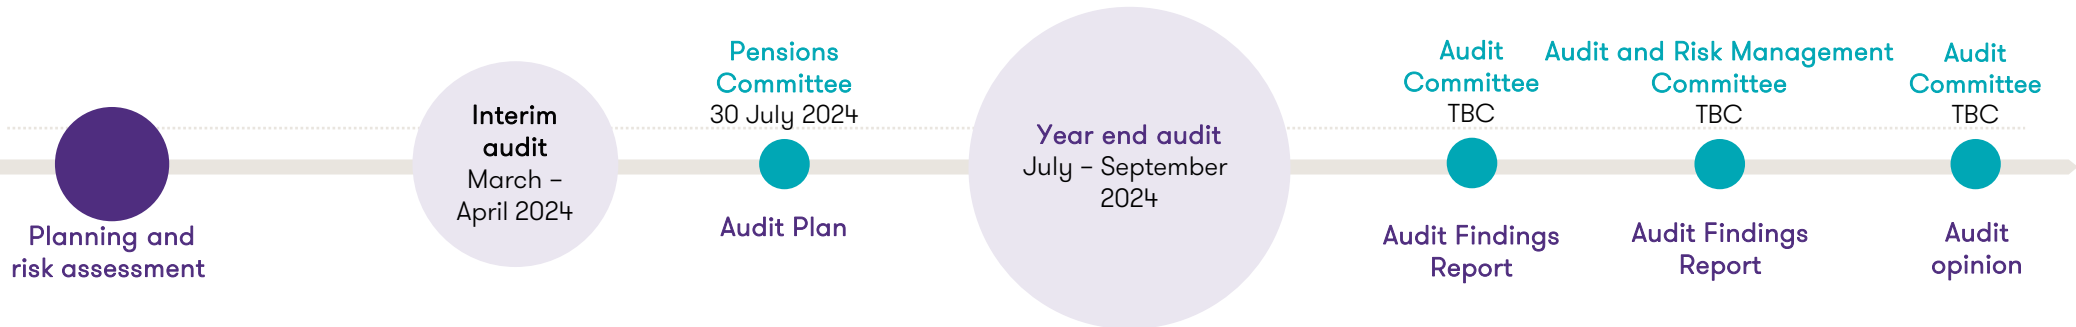 Planning and
risk assessment
Interim
audit
March –
April 2024
Pensions
Committee
30 July 2024
Audit Plan
Year end audit
July – September
2024
Audit
Committee
TBC
Audit Findings
Report
Audit and Risk Management
Committee
TBC
Audit Findings
Report
Audit
Committee
TBC
Audit
opinion